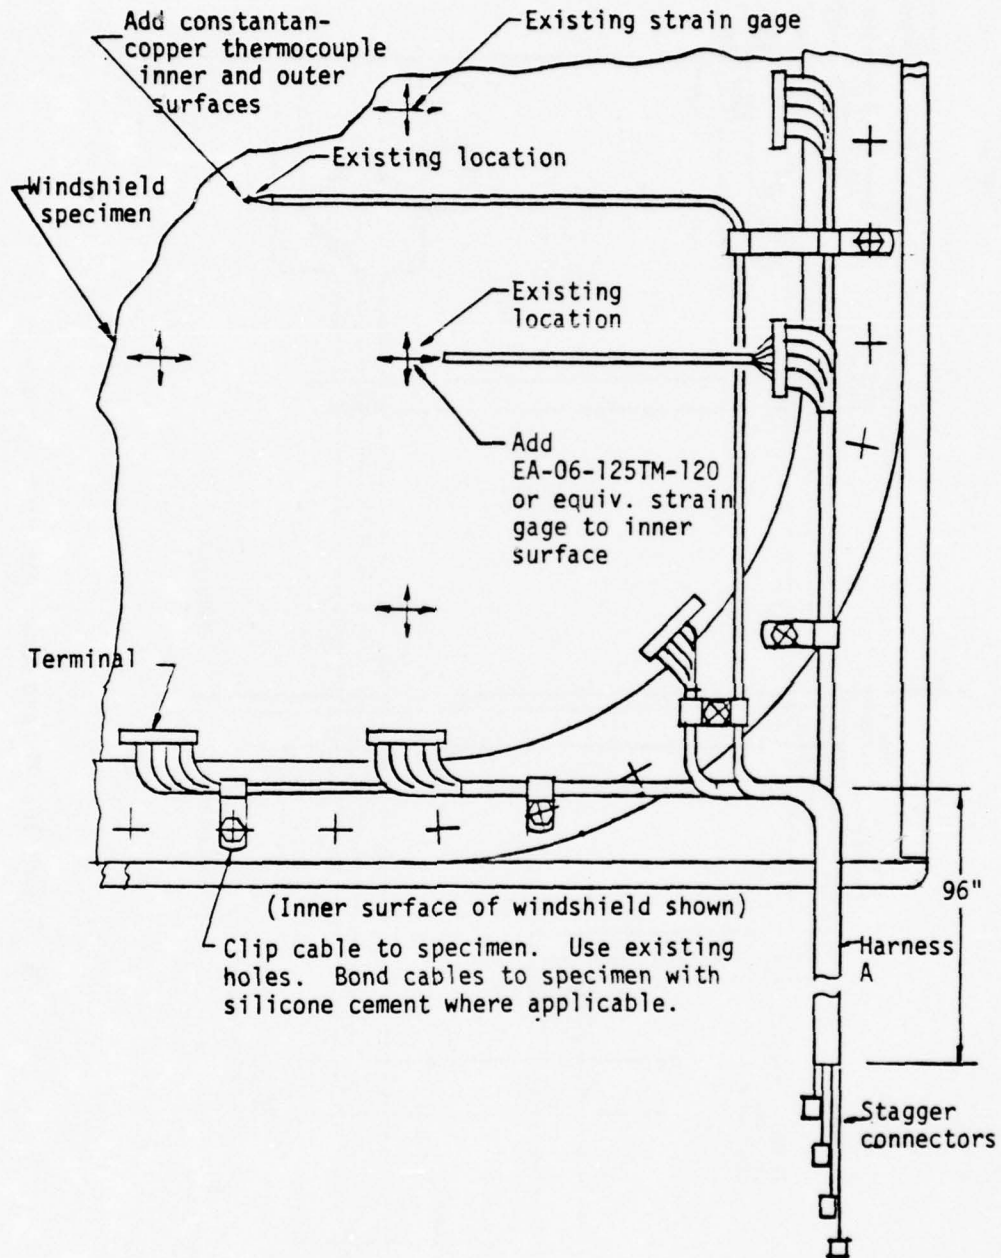 Add constantan-
copper thermocouple
inner and outer
surfaces
Existing strain gage
Existing location
Windshield
specimen
Existing
location
Add
EA-06-125TM-120
or equiv. strain
gage to inner
surface
Terminal
96"
(Inner surface of windshield shown)
Clip cable to specimen. Use existing
holes. Bond cables to specimen with
silicone cement where applicable.
Harness
A
Stagger
connectors